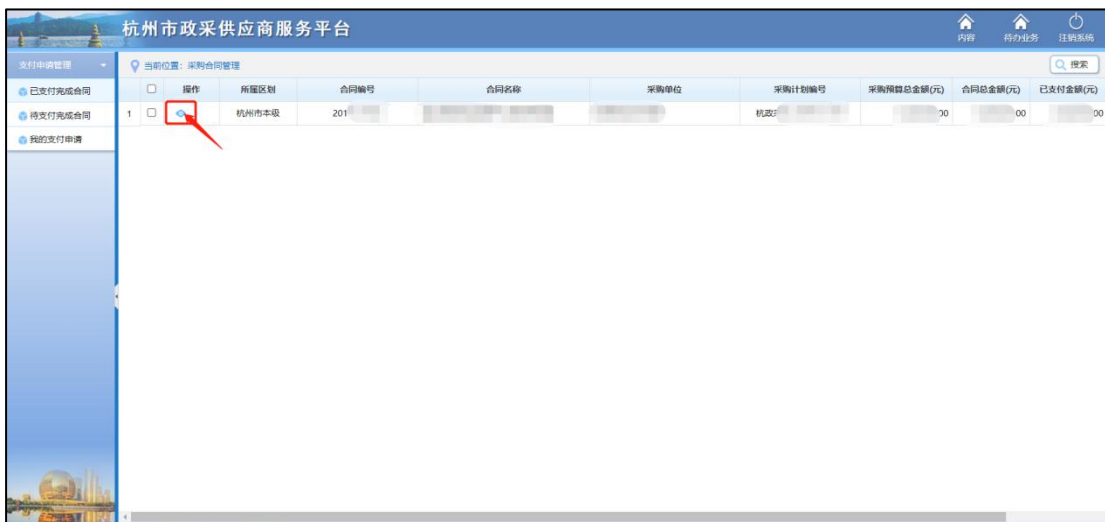 杭州市政采供应商服务平台
内容 待办业务 注销系统
支付申请管理
当前位置：采购合同管理
搜索
已支付完成合同
待支付完成合同
我的支付申请
操作 所属区划 合同编号 合同名称 采购单位 采购计划编号 采购预算总金额(元) 合同总金额(元) 已支付金额(元)
1 杭州市本级 201 杭政 00 00 00